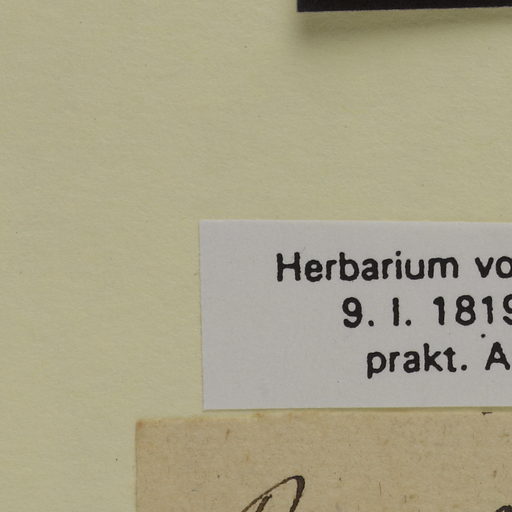 Herbarium vo
9. I. 1819
prakt. A